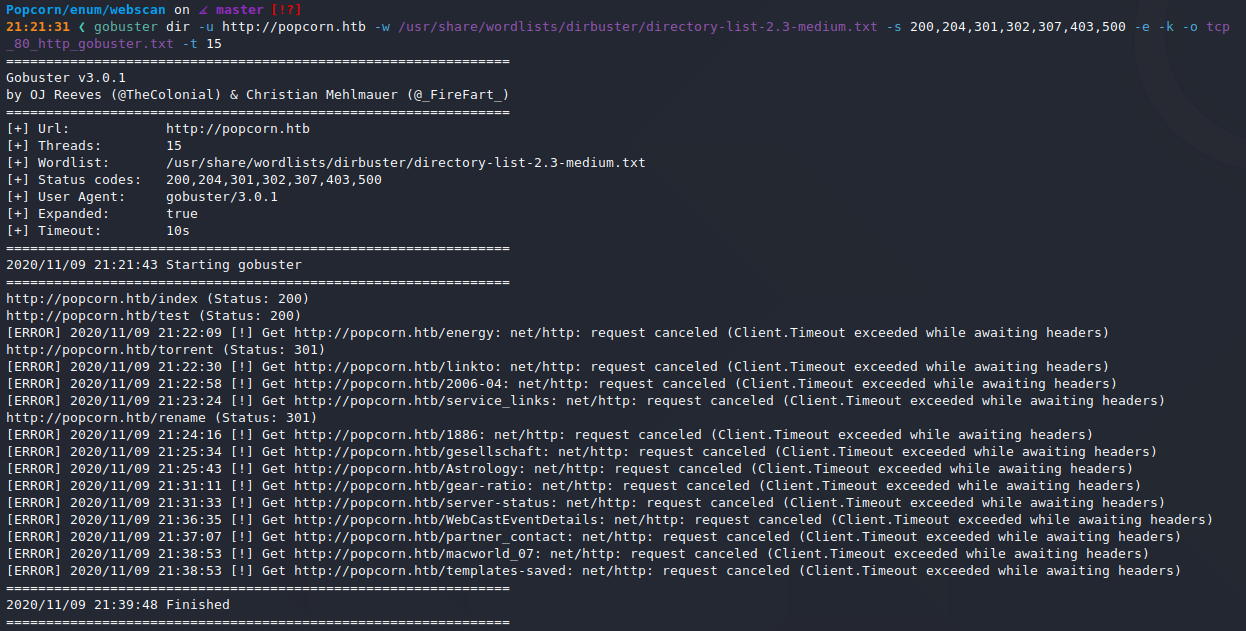 Popcorn/enum/webscan on ∡ master [!?]
21:21:31 ❮ gobuster dir -u http://popcorn.htb -w /usr/share/wordlists/dirbuster/directory-list-2.3-medium.txt -s 200,204,301,302,307,403,500 -e -k -o tcp
_80_http_gobuster.txt -t 15
===============================================================
Gobuster v3.0.1
by OJ Reeves (@TheColonial) & Christian Mehlmauer (@_FireFart_)
===============================================================
[+] Url:            http://popcorn.htb
[+] Threads:        15
[+] Wordlist:       /usr/share/wordlists/dirbuster/directory-list-2.3-medium.txt
[+] Status codes:   200,204,301,302,307,403,500
[+] User Agent:     gobuster/3.0.1
[+] Expanded:       true
[+] Timeout:        10s
===============================================================
2020/11/09 21:21:43 Starting gobuster
===============================================================
http://popcorn.htb/index (Status: 200)
http://popcorn.htb/test (Status: 200)
[ERROR] 2020/11/09 21:22:09 [!] Get http://popcorn.htb/energy: net/http: request canceled (Client.Timeout exceeded while awaiting headers)
http://popcorn.htb/torrent (Status: 301)
[ERROR] 2020/11/09 21:22:30 [!] Get http://popcorn.htb/linkto: net/http: request canceled (Client.Timeout exceeded while awaiting headers)
[ERROR] 2020/11/09 21:22:58 [!] Get http://popcorn.htb/2006-04: net/http: request canceled (Client.Timeout exceeded while awaiting headers)
[ERROR] 2020/11/09 21:23:24 [!] Get http://popcorn.htb/service_links: net/http: request canceled (Client.Timeout exceeded while awaiting headers)
http://popcorn.htb/rename (Status: 301)
[ERROR] 2020/11/09 21:24:16 [!] Get http://popcorn.htb/1886: net/http: request canceled (Client.Timeout exceeded while awaiting headers)
[ERROR] 2020/11/09 21:25:34 [!] Get http://popcorn.htb/gesellschaft: net/http: request canceled (Client.Timeout exceeded while awaiting headers)
[ERROR] 2020/11/09 21:25:43 [!] Get http://popcorn.htb/Astrology: net/http: request canceled (Client.Timeout exceeded while awaiting headers)
[ERROR] 2020/11/09 21:31:11 [!] Get http://popcorn.htb/gear-ratio: net/http: request canceled (Client.Timeout exceeded while awaiting headers)
[ERROR] 2020/11/09 21:31:33 [!] Get http://popcorn.htb/server-status: net/http: request canceled (Client.Timeout exceeded while awaiting headers)
[ERROR] 2020/11/09 21:36:35 [!] Get http://popcorn.htb/WebCastEventDetails: net/http: request canceled (Client.Timeout exceeded while awaiting headers)
[ERROR] 2020/11/09 21:37:07 [!] Get http://popcorn.htb/partner_contact: net/http: request canceled (Client.Timeout exceeded while awaiting headers)
[ERROR] 2020/11/09 21:38:53 [!] Get http://popcorn.htb/macworld_07: net/http: request canceled (Client.Timeout exceeded while awaiting headers)
[ERROR] 2020/11/09 21:38:53 [!] Get http://popcorn.htb/templates-saved: net/http: request canceled (Client.Timeout exceeded while awaiting headers)
===============================================================
2020/11/09 21:39:48 Finished
===============================================================